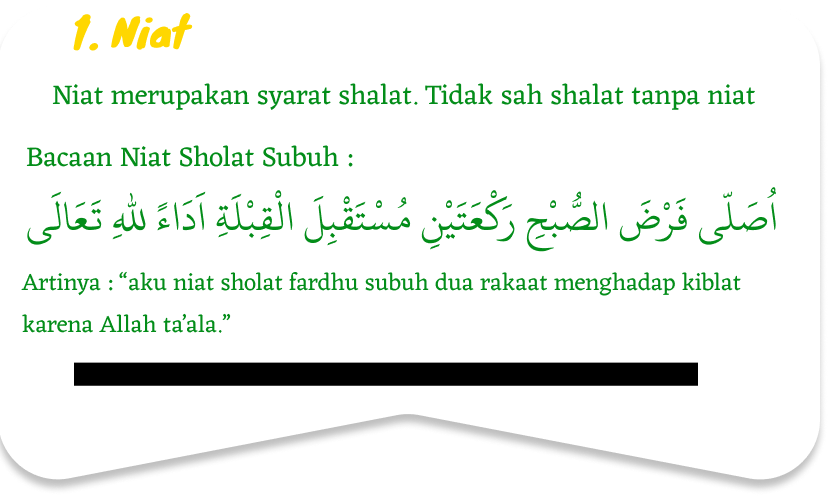 1. Niat
Niat merupakan syarat shalat. Tidak sah shalat tanpa niat
Bacaan Niat Sholat Subuh :
اُصَلّى فَرْضَ الصُّبْحِ رَكْعَتَيْنِ مُسْتَقْبِلَ الْقِبْلَةِ اَدَاءً للهِ تَعَالَى
Artinya : “aku niat sholat fardhu subuh dua rakaat menghadap kiblat
karena Allah ta’ala.”